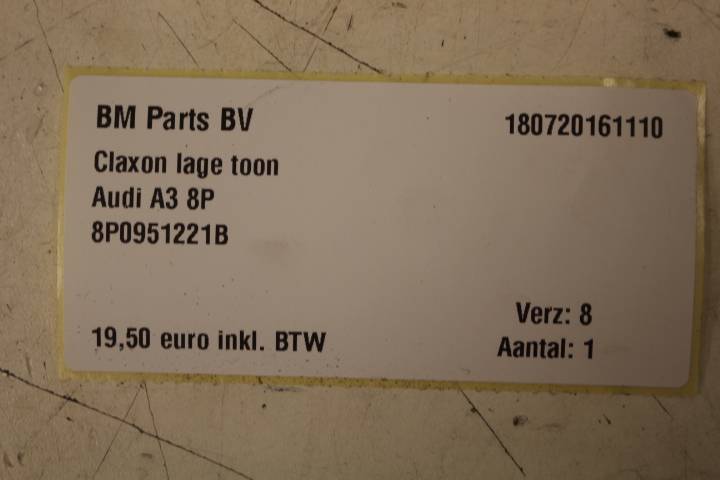 BM Parts BV 180720161110
Claxon lage toon
Audi A3 8P
8P0951221B
Verz: 8
19,50 euro inkl. BTW Aantal: 1